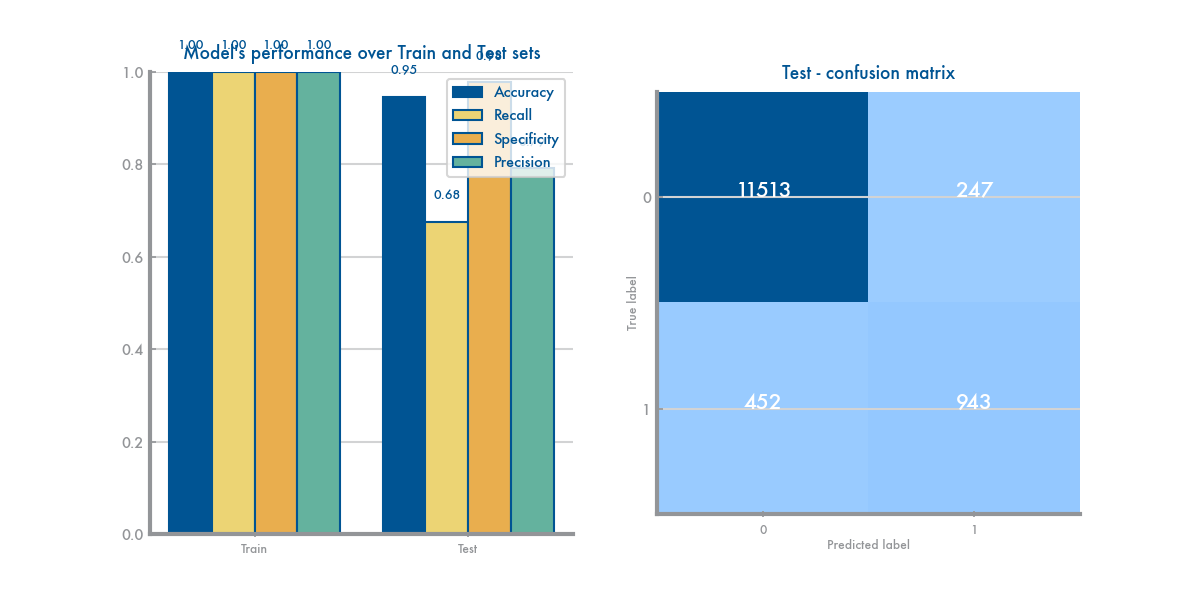 Model's performance over Train and Test sets
1.00 1.00 1.00 1.00
0.95
0.68
0.98
Accuracy
Recall
Specificity
Precision
1.0
0.8
0.6
0.4
0.2
0.0
Train Test
Test - confusion matrix
11513 247
452 943
0
1
True label
0 1
Predicted label